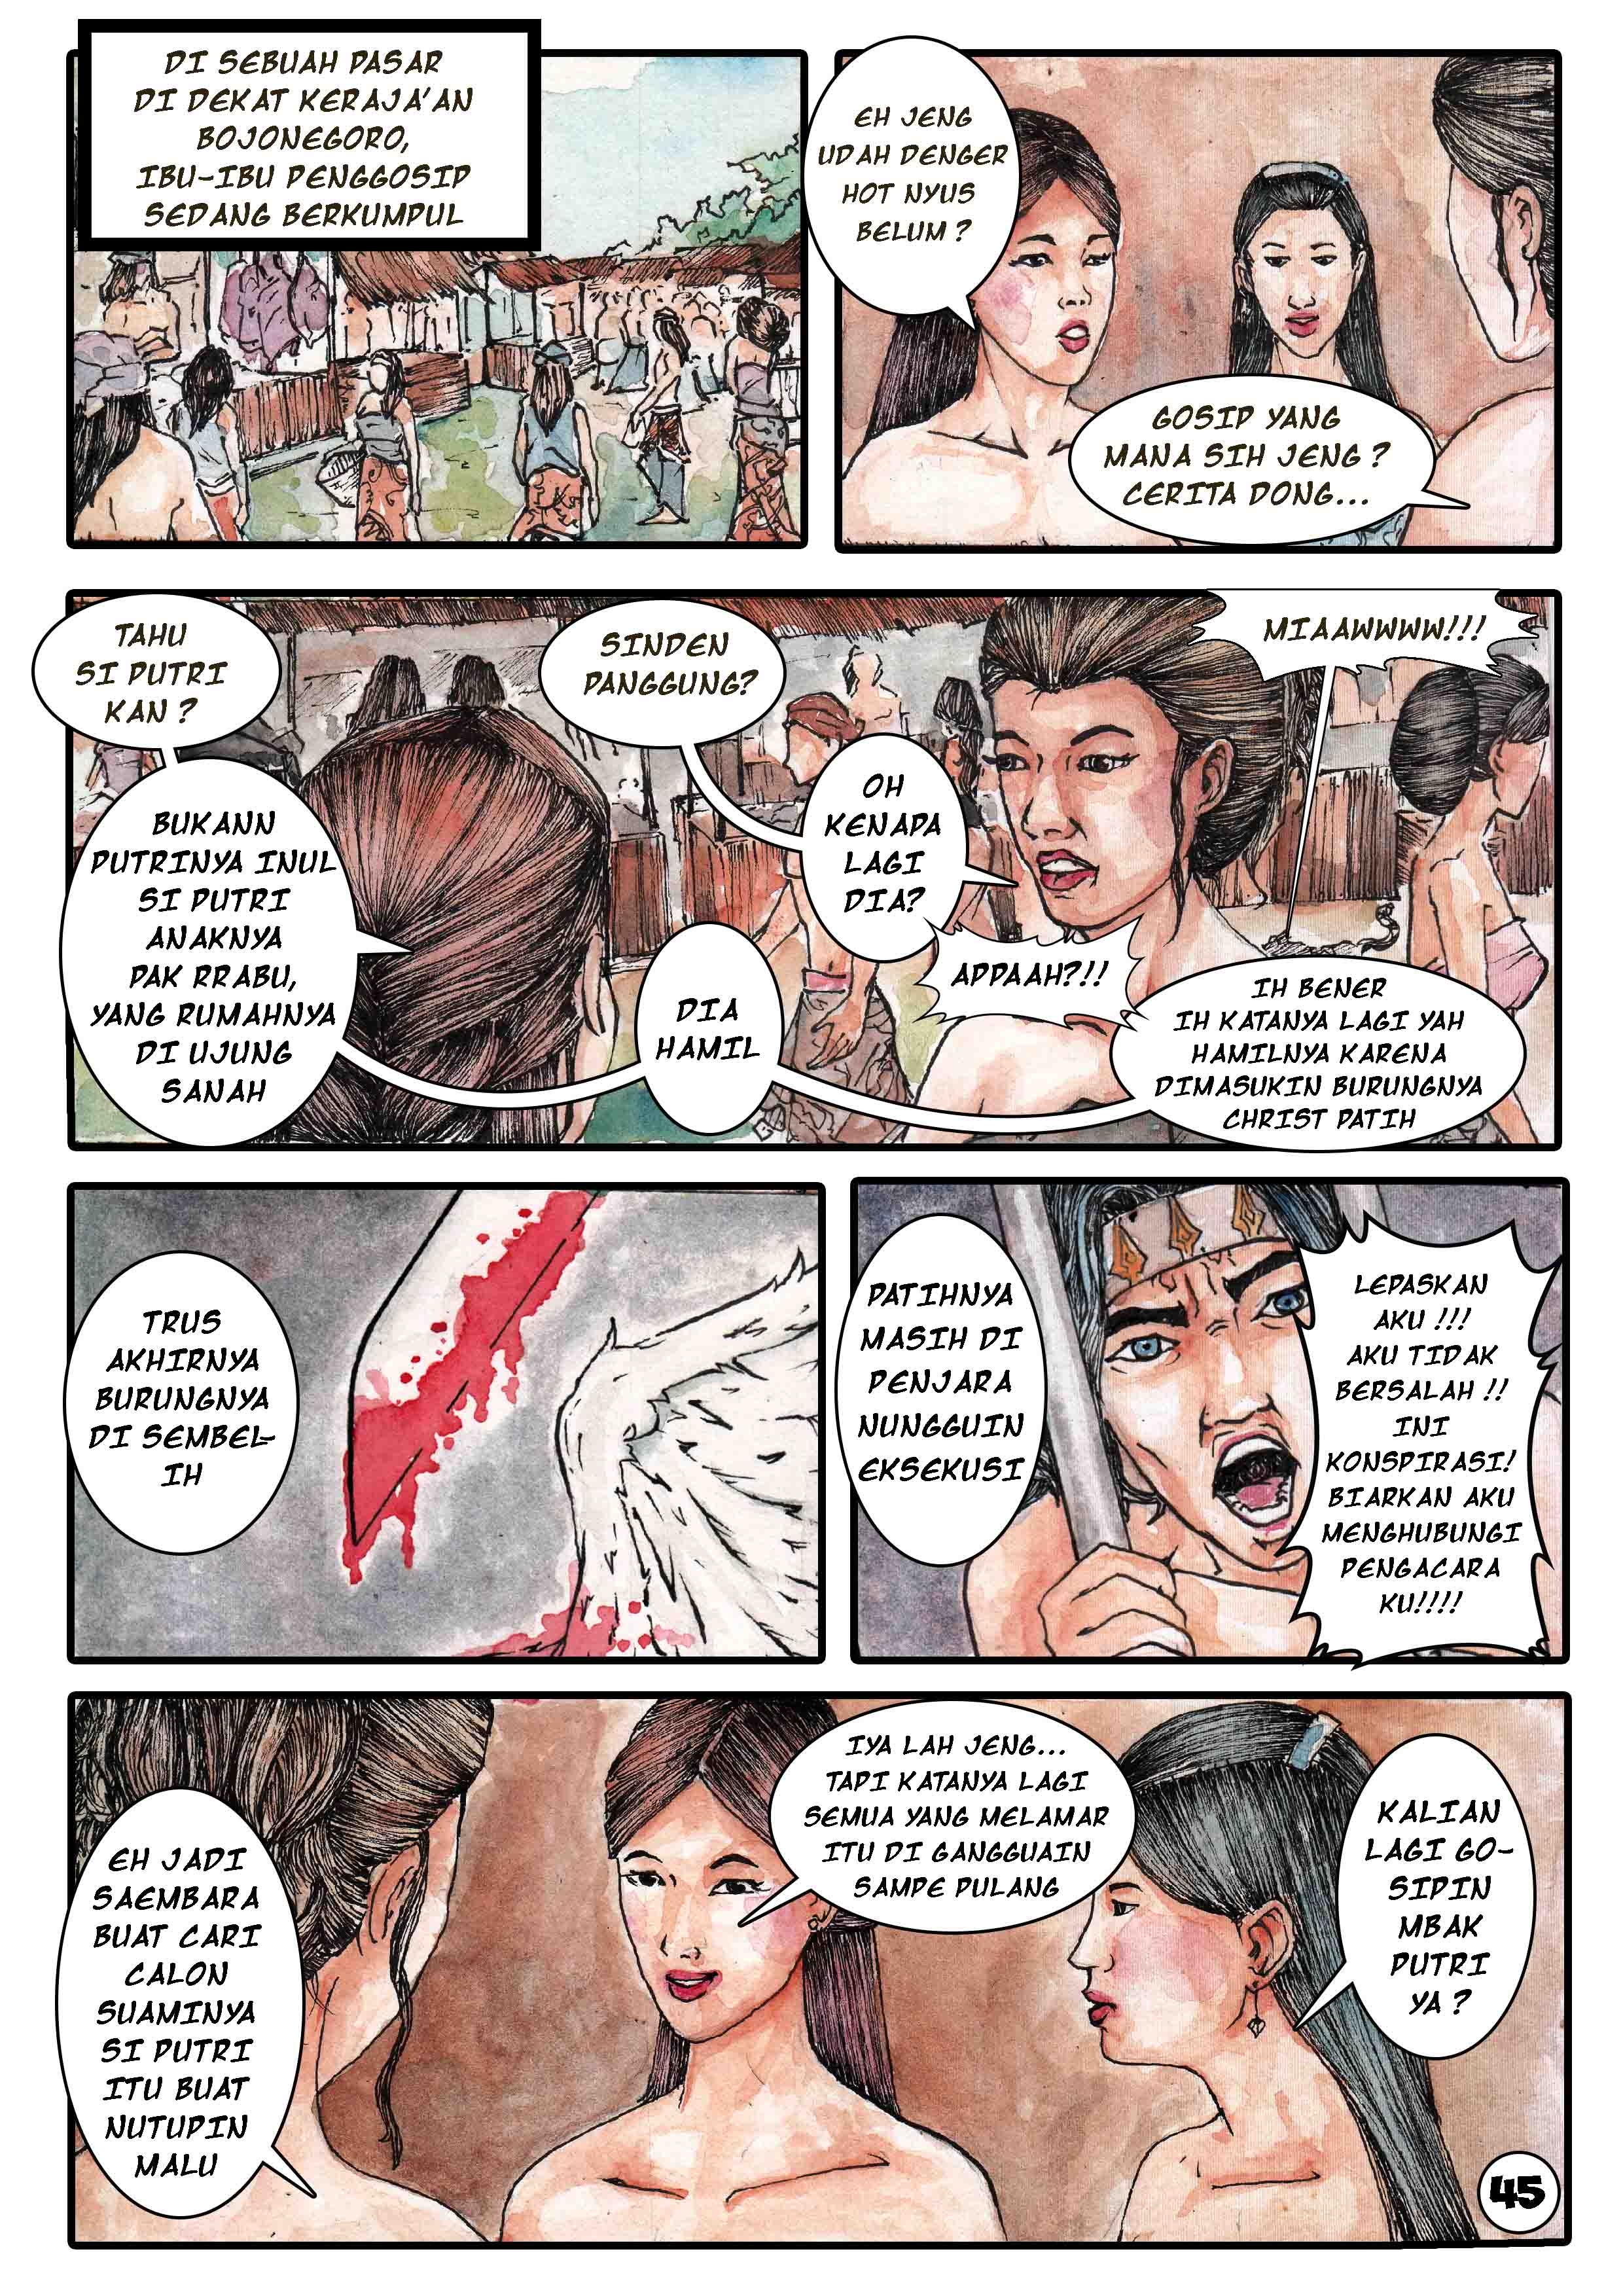 DI SEBUAH PASAR
DI DEKAT KERAJA'AN
BOJONEGORO,
IBU-IBU PENGGOSIP
SEDANG BERKUMPUL
EH JENG
UDAH DENGER
HOT NYUS
BELUM ?
GOSIP YANG
MANA SIH JENG ?
CERITA DONG...
TAHU
SI PUTRI
KAN ?
SINDEN
PANGGUNG?
MIAAWWWW!!!
BUKANN
PUTRINYA INUL
SI PUTRI
ANAKNYA
PAK RRABU,
YANG RUMAHNYA
DI UJUNG
SANAH
OH
KENAPA
LAGI
DIA?
DIA
HAMIL
APPAAH?!!
IH BENER
IH KATANYA LAGI YAH
HAMILNYA KARENA
DIMASUKIN BURUNGNYA
CHRIST PATIH
TRUS
AKHIRNYA
BURUNGNYA
DI SEMBEL-
IH
PATIHNYA
MASIH DI
PENJARA
NUNGGUIN
EKSEKUSI
LEPASKAN
AKU !!!
AKU TIDAK
BERSALAH !!
INI
KONSPIRASI!
BIARKAN AKU
MENGHUBUNGI
PENGACARA
KU!!!!
EH JADI
SAEMBARA
BUAT CARI
CALON
SUAMINYA
SI PUTRI
ITU BUAT
NUTUPIN
MALU
IYA LAH JENG...
TAPI KATANYA LAGI
SEMUA YANG MELAMAR
ITU DI GANGGUAIN
SAMPE PULANG
KALIAN
LAGI GO-
SIPIN
MBAK
PUTRI
YA ?
45